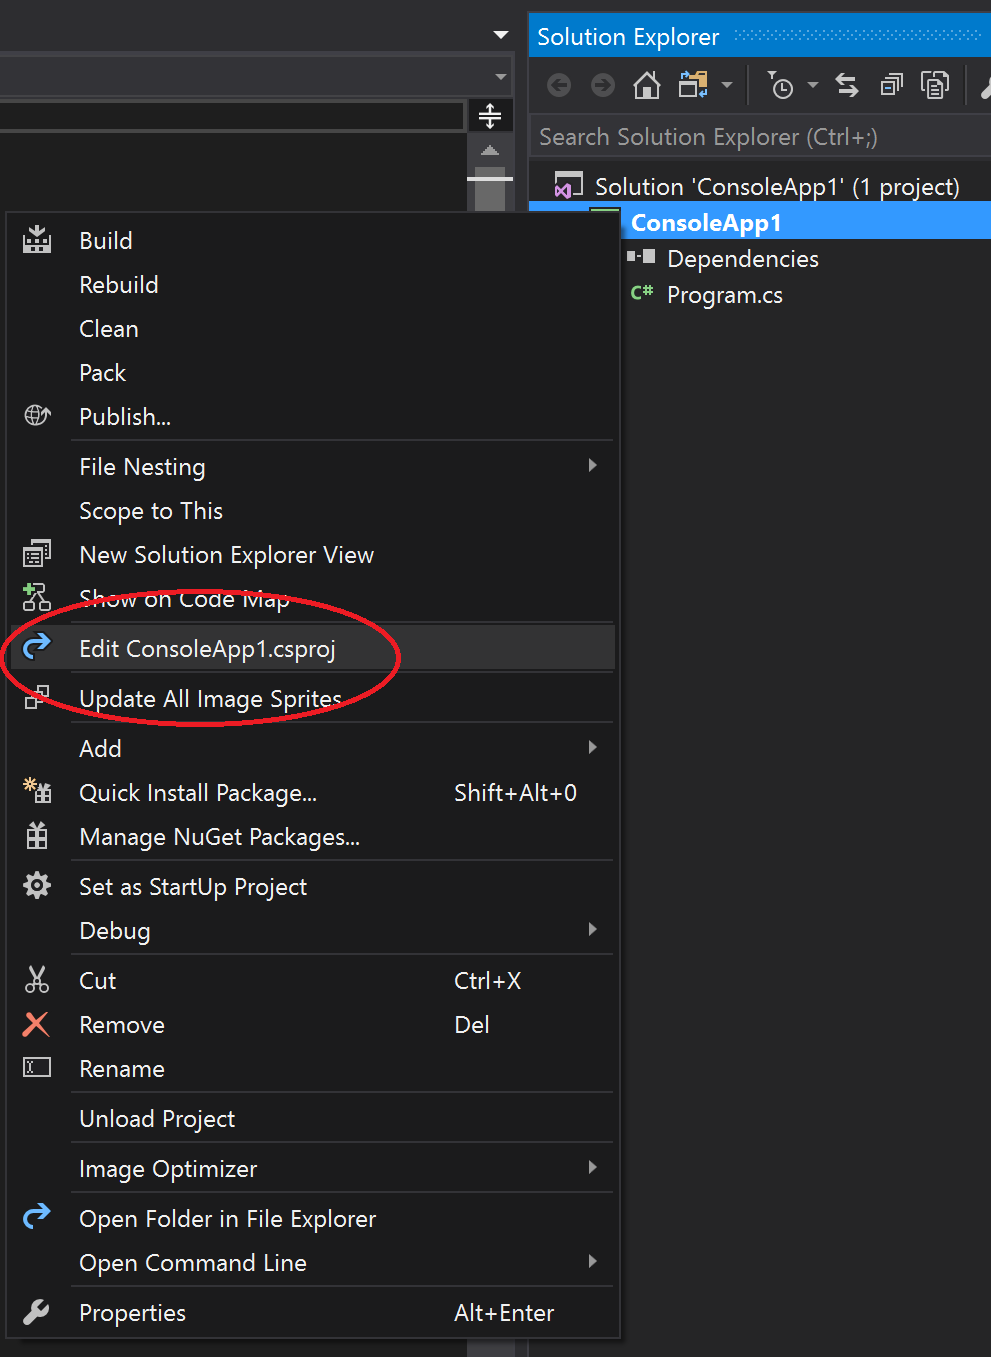 Solution Explorer
Search Solution Explorer (Ctrl+;)
Solution 'ConsoleApp1' (1 project)
ConsoleApp1
Dependencies
C# Program.cs
Build
Rebuild
Clean
Pack
Publish...
File Nesting
Scope to This
New Solution Explorer View
Show on Code Map
Edit ConsoleApp1.csproj
Update All Image Sprites
Add
Quick Install Package... Shift+Alt+0
Manage NuGet Packages...
Set as StartUp Project
Debug
Cut Ctrl+X
Remove Del
Rename
Unload Project
Image Optimizer
Open Folder in File Explorer
Open Command Line
Properties Alt+Enter